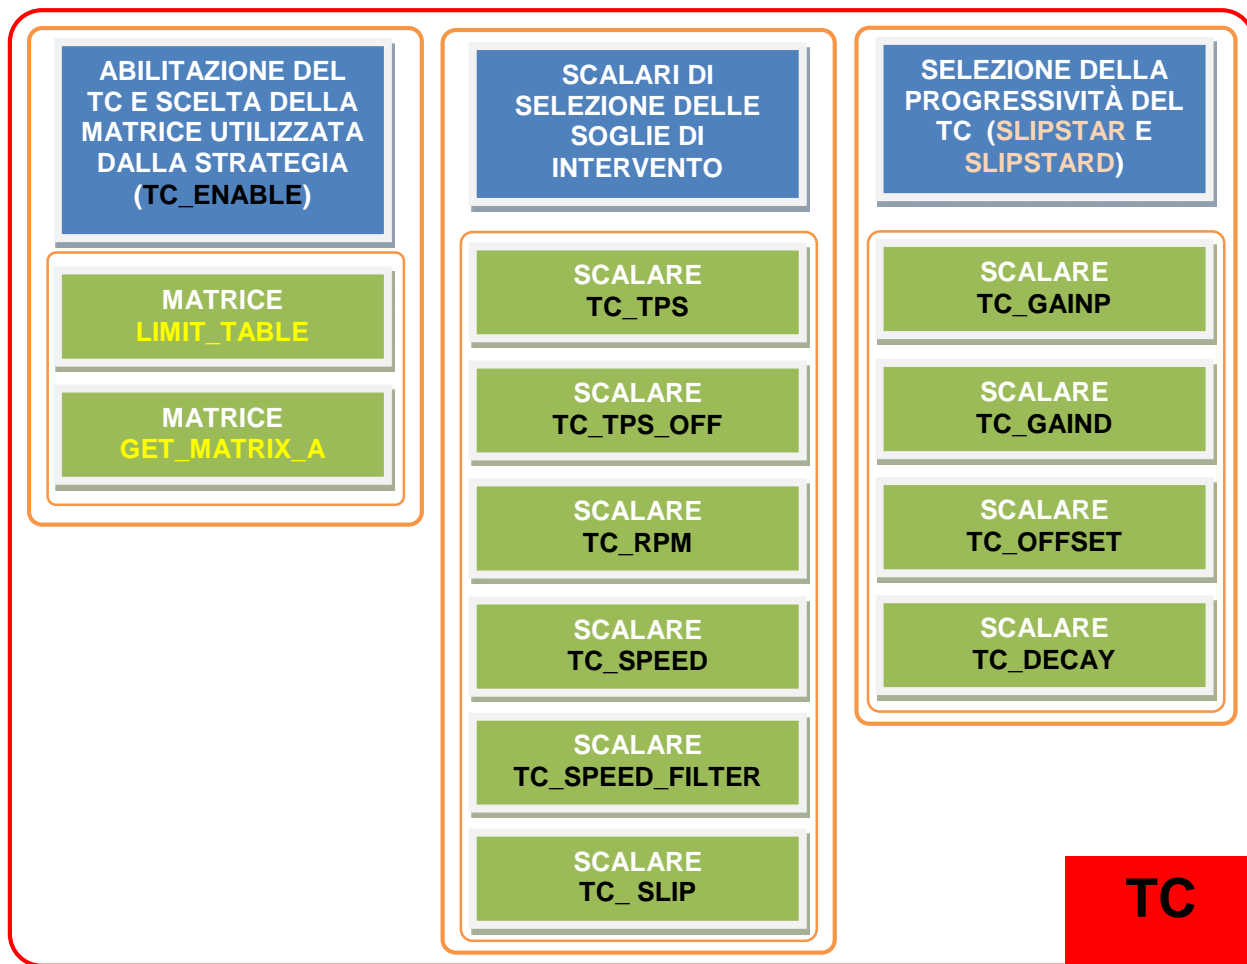 ABILITAZIONE DEL
TC E SCELTA DELLA
MATRICE UTILIZZATA
DALLA STRATEGIA
(TC_ENABLE)
MATRICE
LIMIT_TABLE
MATRICE
GET_MATRIX_A
SCALARI DI
SELEZIONE DELLE
SOGLIE DI
INTERVENTO
SCALARE
TC_TPS
SCALARE
TC_TPS_OFF
SCALARE
TC_RPM
SCALARE
TC_SPEED
SCALARE
TC_SPEED_FILTER
SCALARE
TC_ SLIP
SELEZIONE DELLA
PROGRESSIVITÀ DEL
TC (SLIPSTAR E
SLIPSTARD)
SCALARE
TC_GAINP
SCALARE
TC_GAIND
SCALARE
TC_OFFSET
SCALARE
TC_DECAY
TC